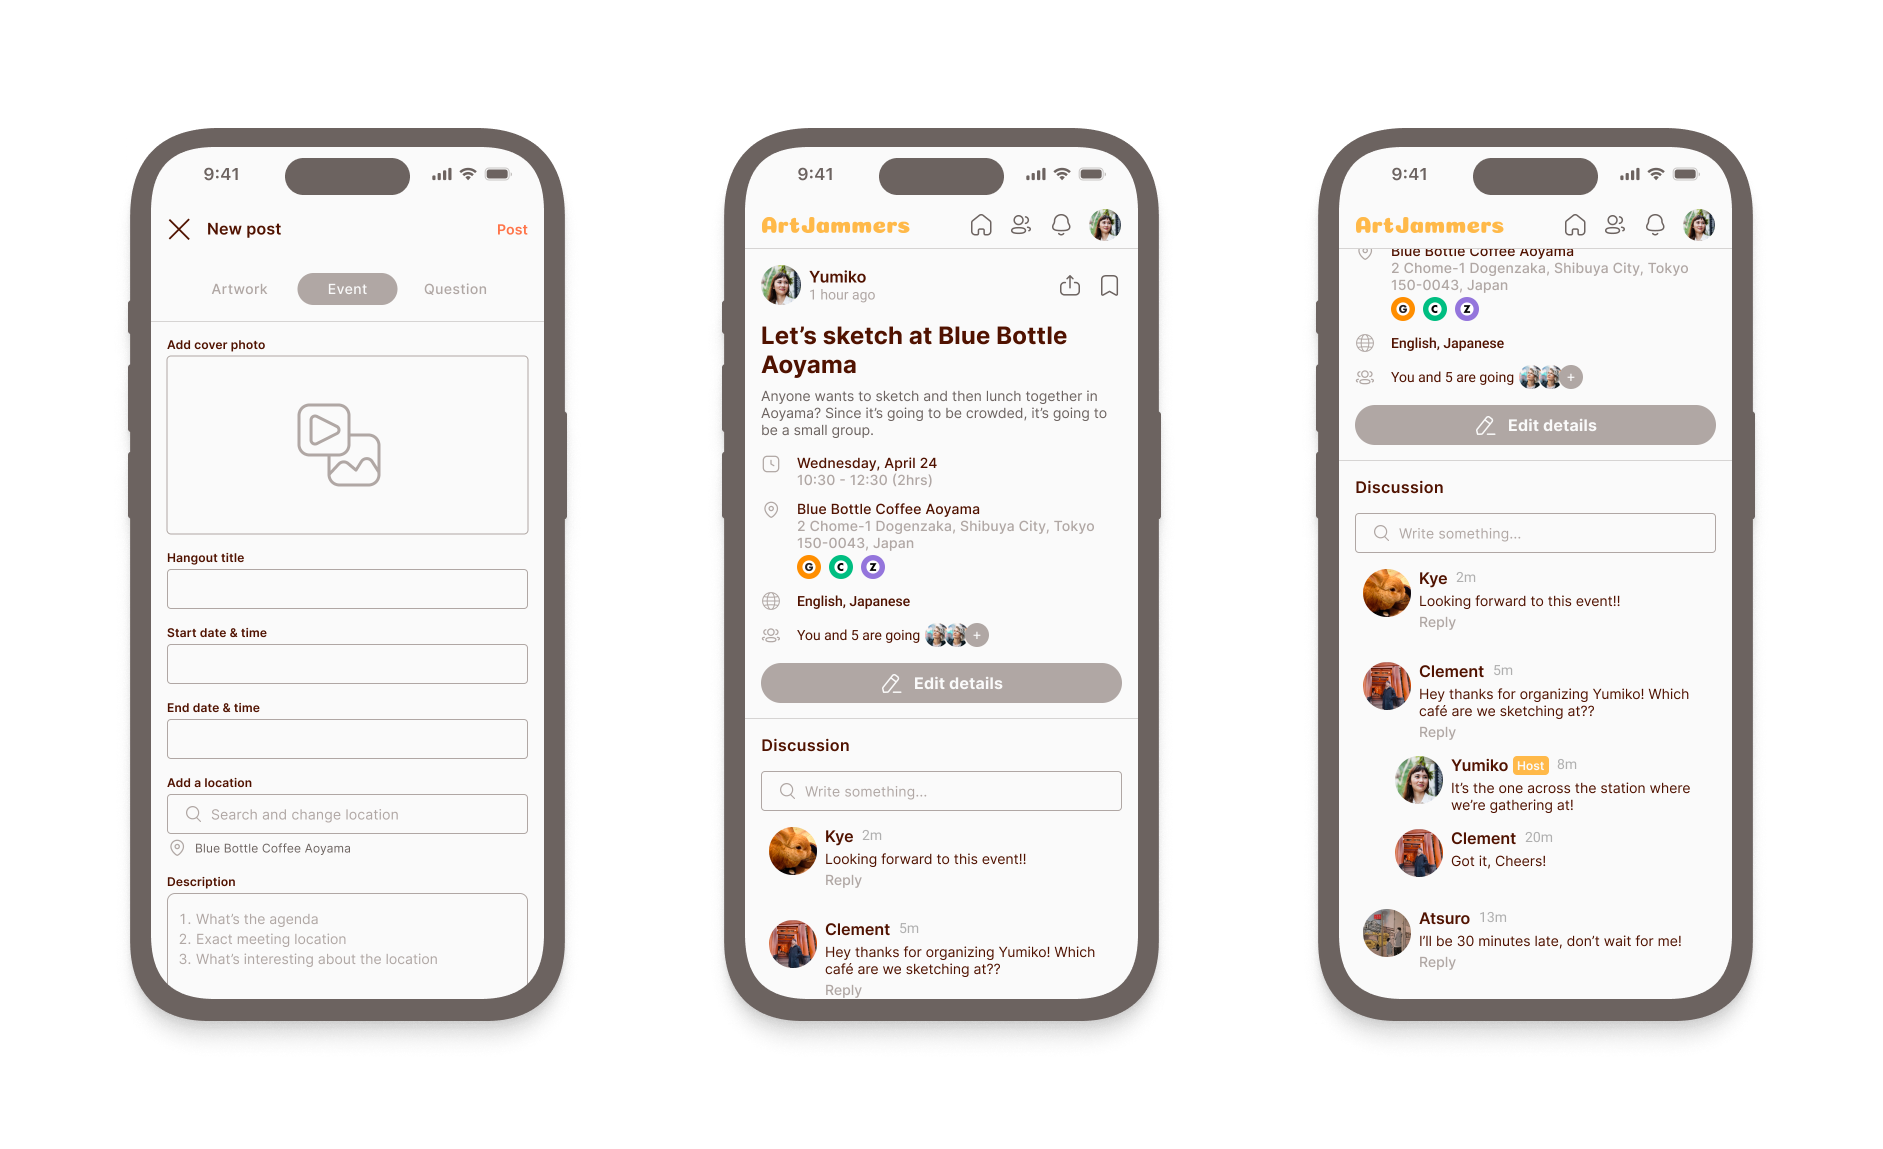 9:41
New post
Post
Artwork
Event
Question
Add cover photo
Hangout title
Start date & time
End date & time
Add a location
Search and change location
Blue Bottle Coffee Aoyama
Description
1. What's the agenda
2. Exact meeting location
3. What's interesting about the location
9:41
ArtJammers
Yumiko
1 hour ago
Let's sketch at Blue Bottle
Aoyama
Anyone wants to sketch and then lunch together in
Aoyama? Since it's going to be crowded, it's going to
be a small group.
Wednesday, April 24
10:30 - 12:30 (2hrs)
Blue Bottle Coffee Aoyama
2 Chome-1 Dogenzaka, Shibuya City, Tokyo
150-0043, Japan
G C Z
English, Japanese
You and 5 are going +
Edit details
Discussion
Write something...
Kye 2m
Looking forward to this event!!
Reply
Clement 5m
Hey thanks for organizing Yumiko! Which
café are we sketching at??
Reply
9:41
ArtJammers
Blue Bottle Coffee Aoyama
2 Chome-1 Dogenzaka, Shibuya City, Tokyo
150-0043, Japan
G C Z
English, Japanese
You and 5 are going +
Edit details
Discussion
Write something...
Kye 2m
Looking forward to this event!!
Reply
Clement 5m
Hey thanks for organizing Yumiko! Which
café are we sketching at??
Reply
Yumiko Host 8m
It's the one across the station where
we're gathering at!
Clement 20m
Got it, Cheers!
Atsuro 13m
I'll be 30 minutes late, don't wait for me!
Reply